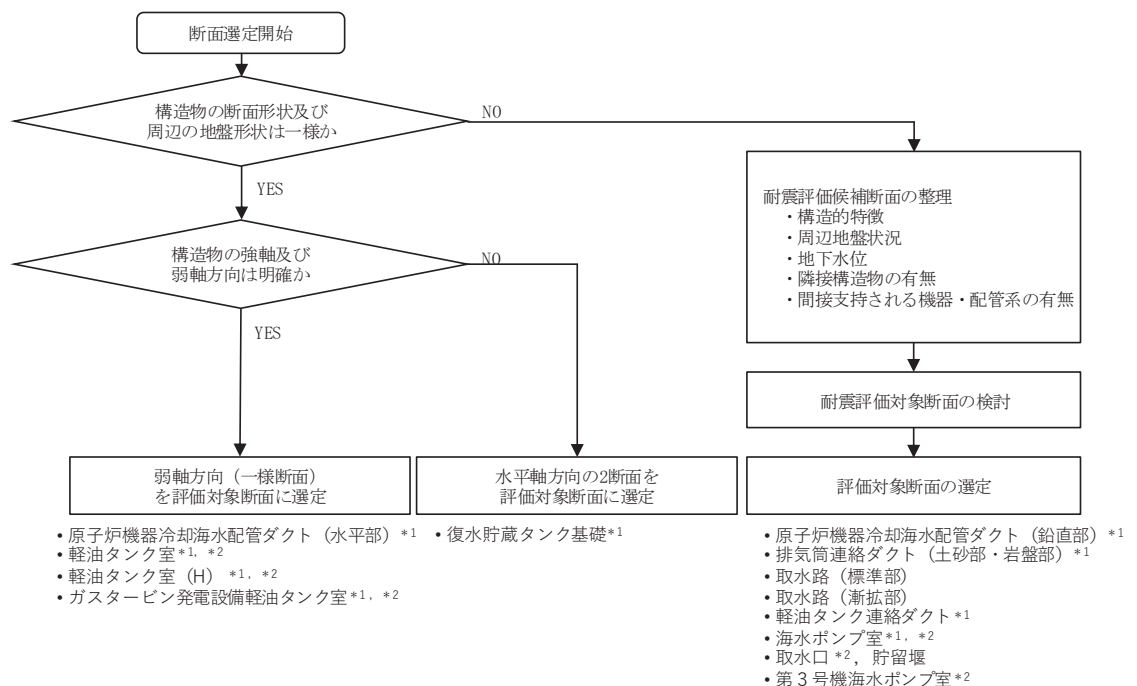 断面選定開始
構造物の断面形状及び
周辺の地盤形状は一様か
NO
YES
構造物の強軸及び
弱軸方向は明確か
NO
YES
耐震評価候補断面の整理
・構造的特徴
・周辺地盤状況
・地下水位
・隣接構造物の有無
・間接支持される機器・配管系の有無
耐震評価対象断面の検討
弱軸方向（一様断面）
を評価対象断面に選定
水平軸方向の2断面を
評価対象断面に選定
評価対象断面の選定
• 原子炉機器冷却海水配管ダクト（水平部）*1
• 軽油タンク室*1, *2
• 軽油タンク室（H）*1, *2
• ガスタービン発電設備軽油タンク室*1, *2
• 復水貯蔵タンク基礎*1
• 原子炉機器冷却海水配管ダクト（鉛直部）*1
• 排気筒連絡ダクト（土砂部・岩盤部）*1
• 取水路（標準部）
• 取水路（漸拡部）
• 軽油タンク連絡ダクト*1
• 海水ポンプ室*1, *2
• 取水口*2，貯留堰
• 第３号機海水ポンプ室*2